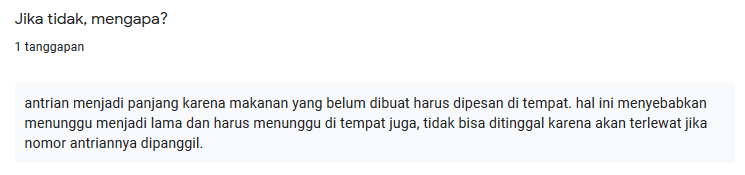 Jika tidak, mengapa?
1 tanggapan
antrian menjadi panjang karena makanan yang belum dibuat harus dipesan di tempat. hal ini menyebabkan
menunggu menjadi lama dan harus menunggu di tempat juga, tidak bisa ditinggal karena akan terlewat jika
nomor antriannya dipanggil.